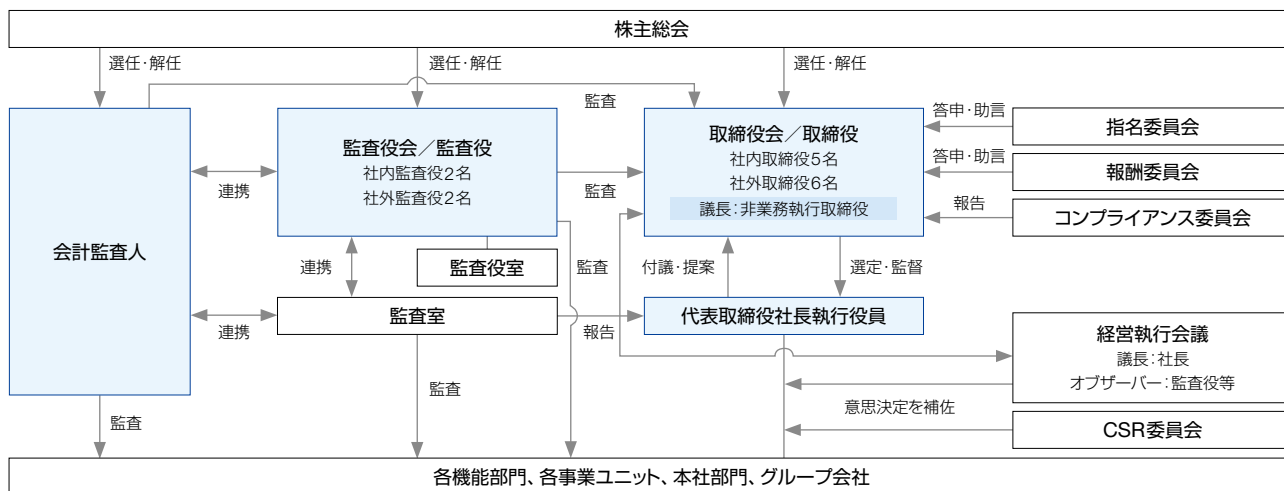 株主総会
選任・解任
選任・解任
選任・解任
監査
会計監査人
監査役会／監査役
社内監査役2名
社外監査役2名
取締役会／取締役
社内取締役5名
社外取締役6名
議長：非業務執行取締役
答申・助言
指名委員会
答申・助言
報酬委員会
報告
コンプライアンス委員会
連携
監査
連携
監査役室
監査
付議・提案
選定・監督
監査室
代表取締役社長執行役員
連携
報告
経営執行会議
議長：社長
オブザーバー：監査役等
監査
監査
意思決定を補佐
CSR委員会
各機能部門、各事業ユニット、本社部門、グループ会社